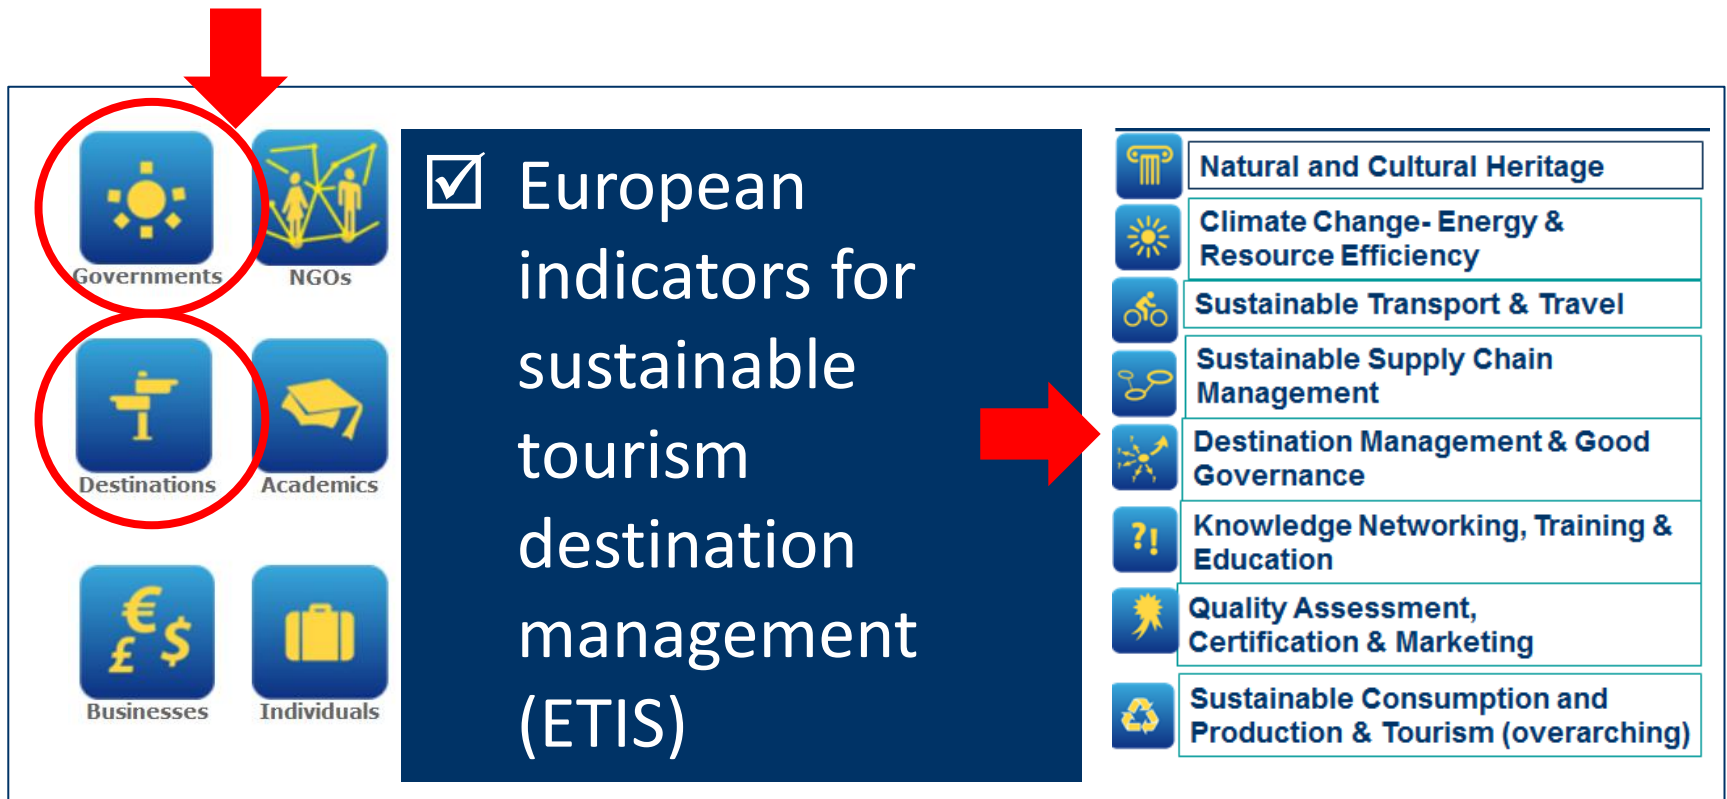 Governments
NGOs
Destinations
Academics
Businesses
Individuals
European
indicators for
sustainable
tourism
destination
management
(ETIS)
Natural and Cultural Heritage
Climate Change- Energy &
Resource Efficiency
Sustainable Transport & Travel
Sustainable Supply Chain
Management
Destination Management & Good
Governance
?!
Knowledge Networking, Training &
Education
Quality Assessment,
Certification & Marketing
Sustainable Consumption and
Production & Tourism (overarching)
€
£ $